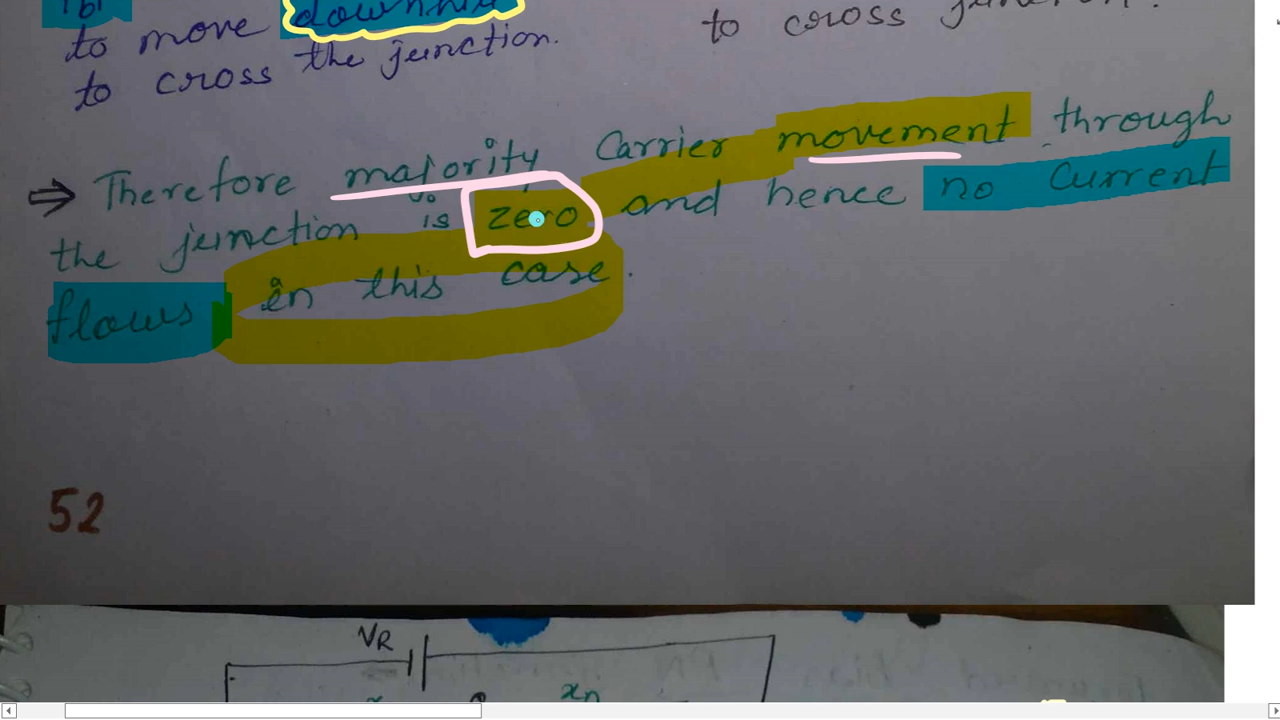 to move downhill
to cross the junction.
to cross
⇒ Therefore majority carrier movement through
the junction is zero and hence no current
flows in this case.
52
VR
xn